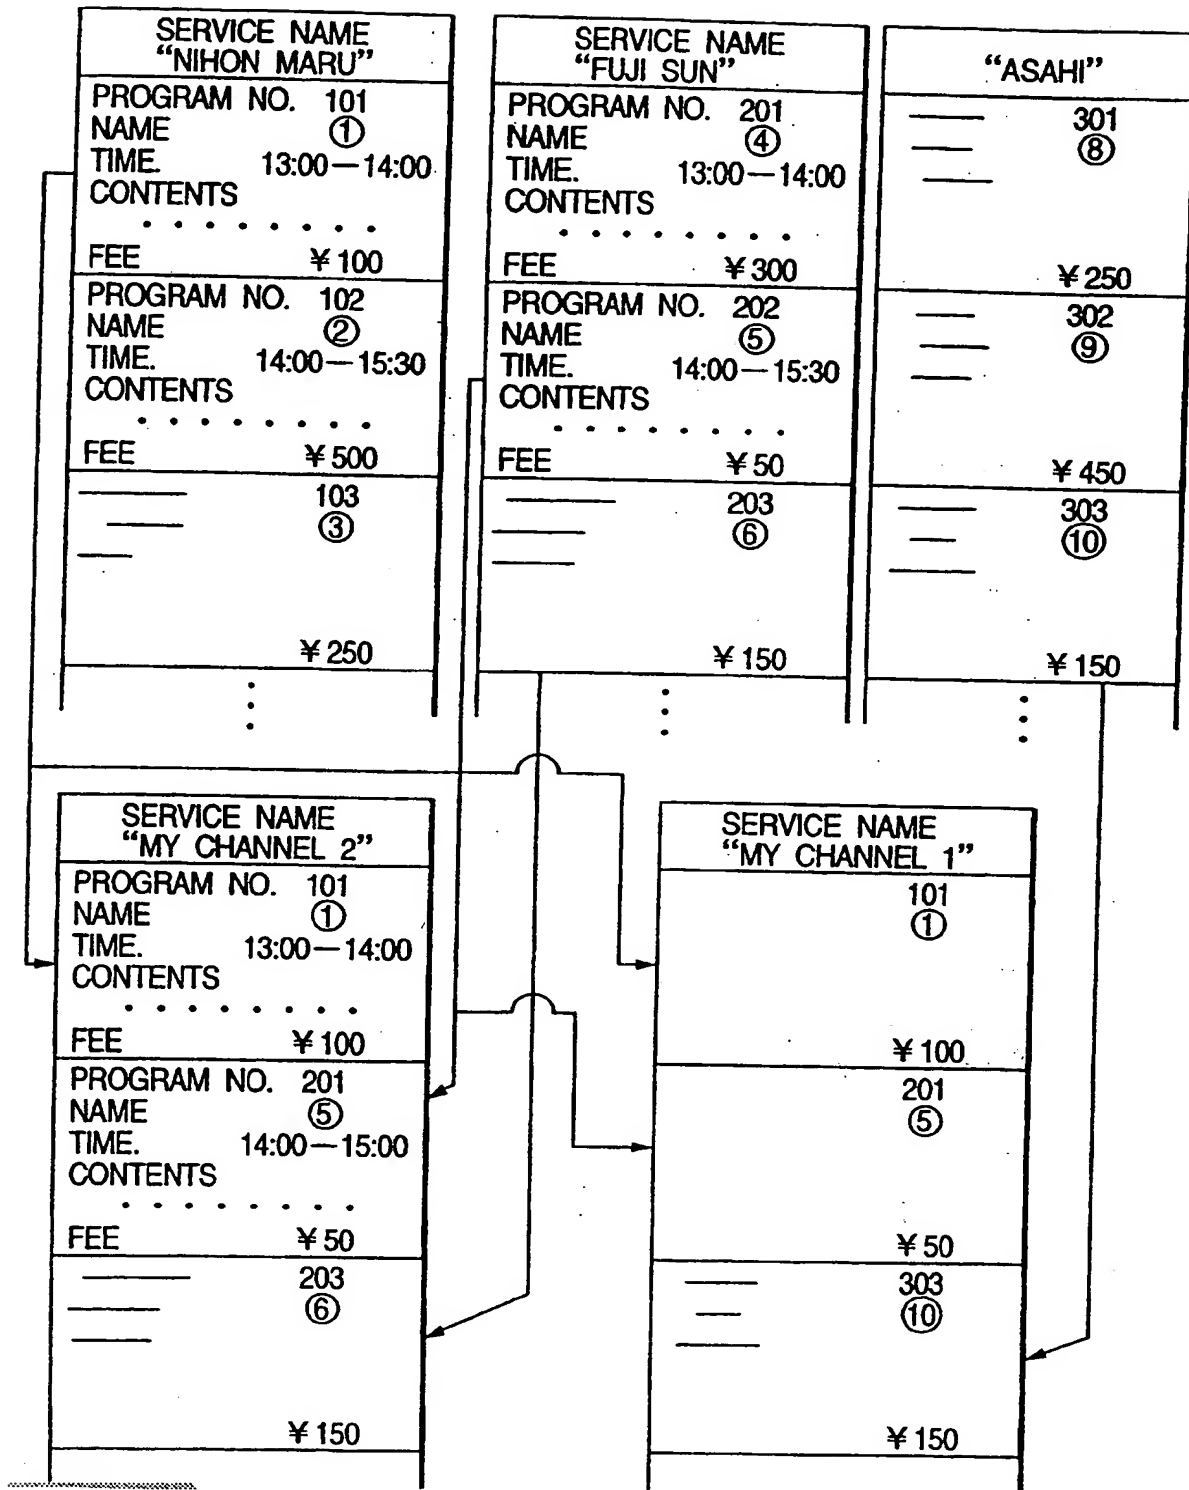 SERVICE NAME
“NIHON MARU”
PROGRAM NO. 101
NAME ①
TIME. 13:00—14:00
CONTENTS
. . . . . . . .
FEE ¥100
PROGRAM NO. 102
NAME ②
TIME. 14:00—15:30
CONTENTS
. . . . . . . .
FEE ¥500
103
③
¥250
SERVICE NAME
“FUJI SUN”
PROGRAM NO. 201
NAME ④
TIME. 13:00—14:00
CONTENTS
. . . . . . . .
FEE ¥300
PROGRAM NO. 202
NAME ⑤
TIME. 14:00—15:30
CONTENTS
. . . . . . . .
FEE ¥50
203
⑥
¥150
“ASAHI”
301
⑧
¥250
302
⑨
¥450
303
⑩
¥150
SERVICE NAME
“MY CHANNEL 2”
PROGRAM NO. 101
NAME ①
TIME. 13:00—14:00
CONTENTS
. . . . . . . .
FEE ¥100
PROGRAM NO. 201
NAME ⑤
TIME. 14:00—15:00
CONTENTS
. . . . . . . .
FEE ¥50
203
⑥
¥150
SERVICE NAME
“MY CHANNEL 1”
101
①
¥100
201
⑤
¥50
303
⑩
¥150